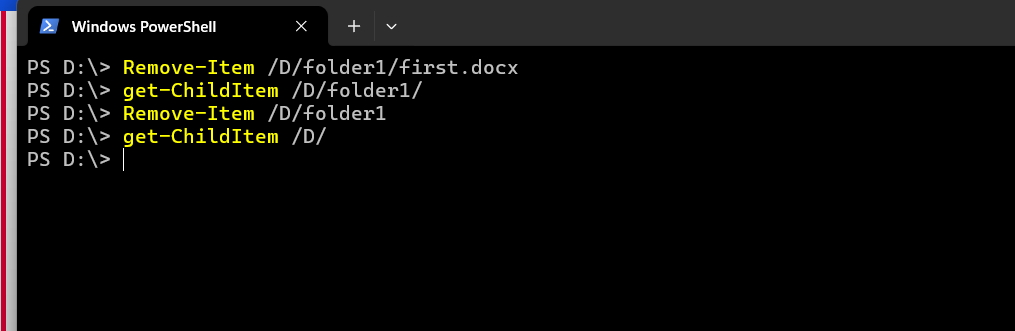 Windows PowerShell
PS D:\> Remove-Item /D/folder1/first.docx
PS D:\> get-ChildItem /D/folder1/
PS D:\> Remove-Item /D/folder1
PS D:\> get-ChildItem /D/
PS D:\>